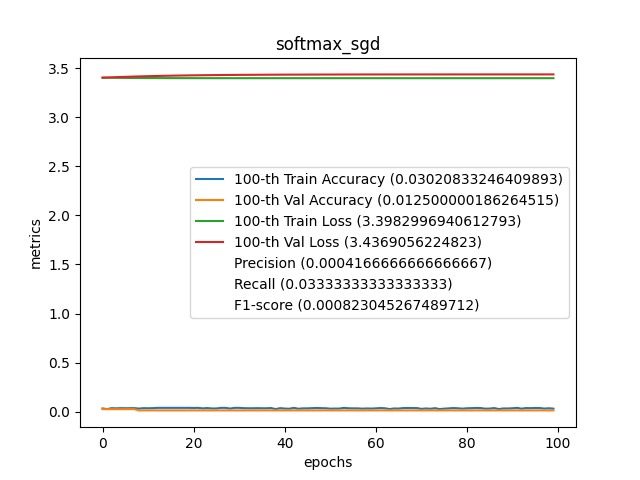 softmax_sgd
3.5
3.0
2.5
2.0
1.5
1.0
0.5
0.0
metrics
100-th Train Accuracy (0.03020833246409893)
100-th Val Accuracy (0.012500000186264515)
100-th Train Loss (3.3982996940612793)
100-th Val Loss (3.4369056224823)
Precision (0.0004166666666666667)
Recall (0.03333333333333333)
F1-score (0.000823045267489712)
0 20 40 60 80 100
epochs